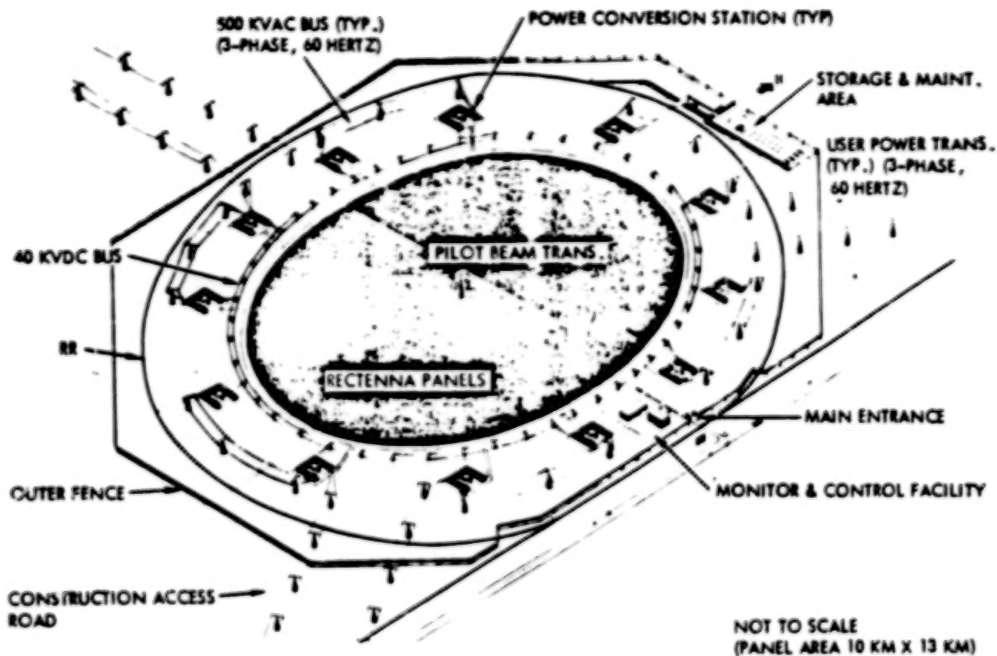 500 KVAC BUS (TYP.)
(3-PHASE, 60 HERTZ)
POWER CONVERSION STATION (TYP)
STORAGE & MAINT.
AREA
USER POWER TRANS.
(TYP.) (3-PHASE,
60 HERTZ)
PILOT BEAM TRANS.
40 KVDC BUS
RR
RECTENNA PANELS
MAIN ENTRANCE
OUTER FENCE
MONITOR & CONTROL FACILITY
CONSTRUCTION ACCESS
ROAD
NOT TO SCALE
(PANEL AREA 10 KM X 13 KM)